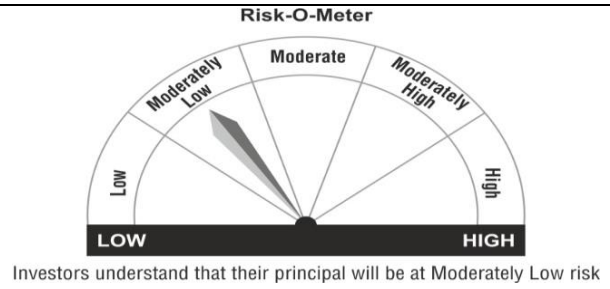 Risk-O-Meter
Moderate
Moderately
Low
Moderately
High
Low
High
LOW
HIGH
Investors understand that their principal will be at Moderately Low risk